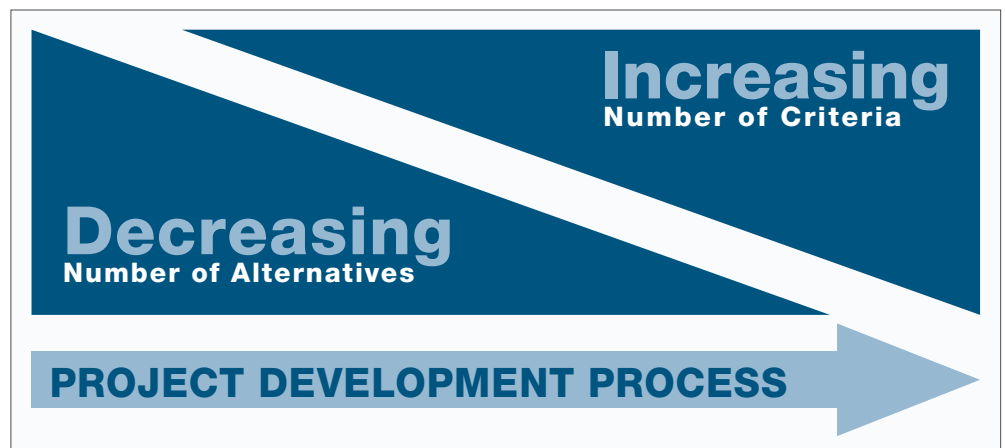 Increasing
Number of Criteria
Decreasing
Number of Alternatives
PROJECT DEVELOPMENT PROCESS